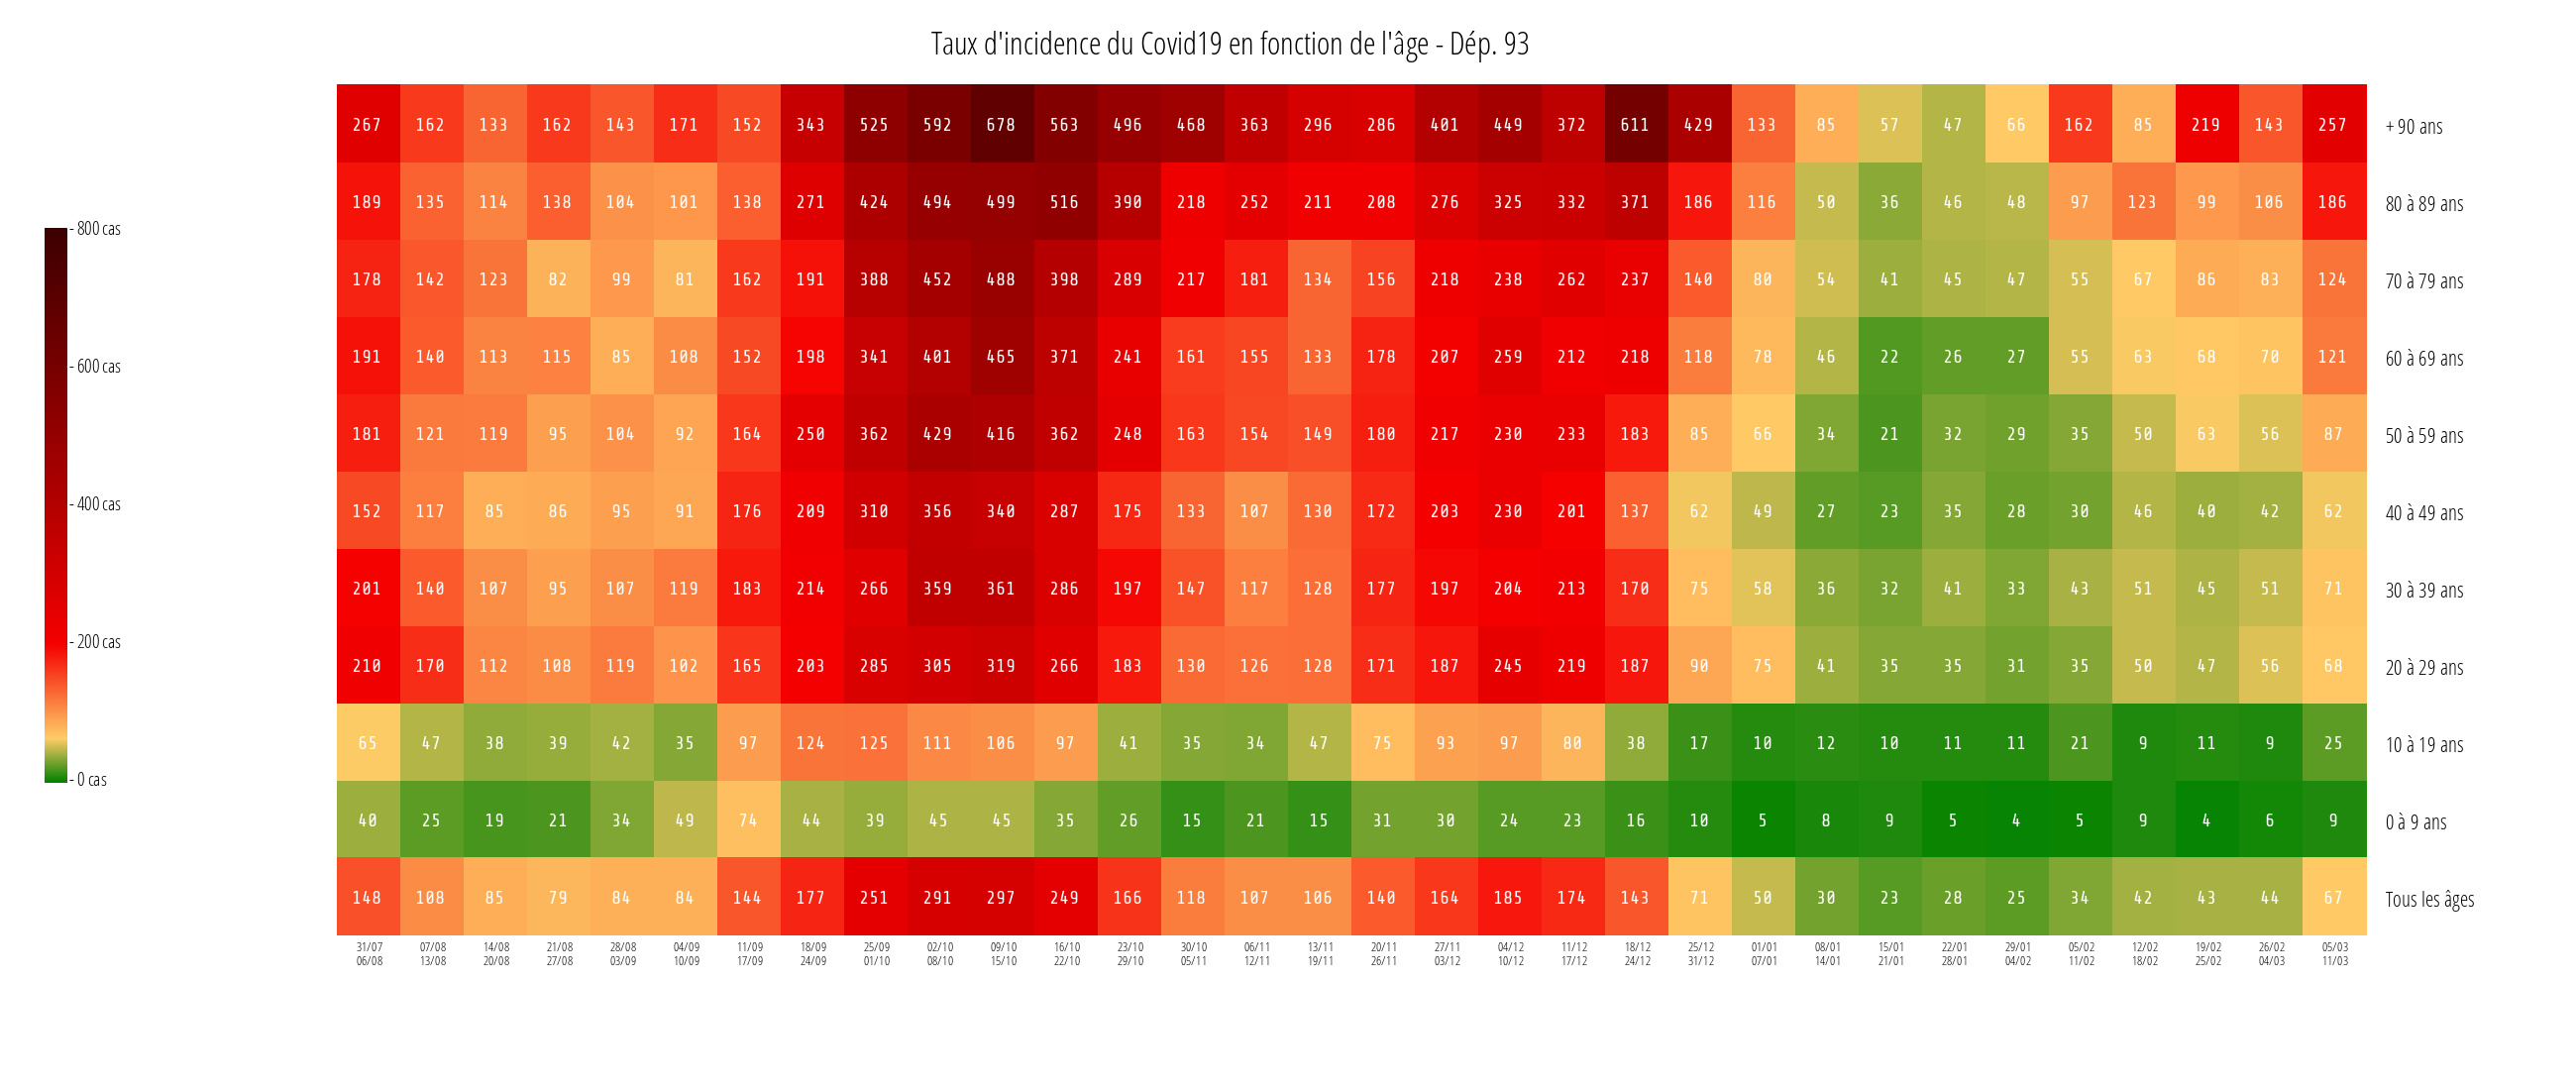 Taux d'incidence du Covid19 en fonction de l'âge - Dép. 93
- 800 cas
- 600 cas
- 400 cas
- 200 cas
- 0 cas
267 162 133 162 143 171 152 343 525 592 678 563 496 468 363 296 286 401 449 372 611 429 133 85 57 47 66 162 85 219 143 257 + 90 ans
189 135 114 138 104 101 138 271 424 494 499 516 390 218 252 211 208 276 325 332 371 186 116 50 36 46 48 97 123 99 106 186 80 à 89 ans
178 142 123 82 99 81 162 191 388 452 488 398 289 217 181 134 156 218 238 262 237 140 80 54 41 45 47 55 67 86 83 124 70 à 79 ans
191 140 113 115 85 108 152 198 341 401 465 371 241 161 155 133 178 207 259 212 218 118 78 46 22 26 27 55 63 68 70 121 60 à 69 ans
181 121 119 95 104 92 164 250 362 429 416 362 248 163 154 149 180 217 230 233 183 85 66 34 21 32 29 35 50 63 56 87 50 à 59 ans
152 117 85 86 95 91 176 209 310 356 340 287 175 133 107 130 172 203 230 201 137 62 49 27 23 35 28 30 46 40 42 62 40 à 49 ans
201 140 107 95 107 119 183 214 266 359 361 286 197 147 117 128 177 197 204 213 170 75 58 36 32 41 33 43 51 45 51 71 30 à 39 ans
210 170 112 108 119 102 165 203 285 305 319 266 183 130 126 128 171 187 245 219 187 90 75 41 35 35 31 35 50 47 56 68 20 à 29 ans
65 47 38 39 42 35 97 124 125 111 106 97 41 35 34 47 75 93 97 80 38 17 10 12 10 11 11 21 9 11 9 25 10 à 19 ans
40 25 19 21 34 49 74 44 39 45 45 35 26 15 21 15 31 30 24 23 16 10 5 8 9 5 4 5 9 4 6 9 0 à 9 ans
148 108 85 79 84 84 144 177 251 291 297 249 166 118 107 106 140 164 185 174 143 71 50 30 23 28 25 34 42 43 44 67 Tous les âges
31/07 07/08 14/08 21/08 28/08 04/09 11/09 18/09 25/09 02/10 09/10 16/10 23/10 30/10 06/11 13/11 20/11 27/11 04/12 11/12 18/12 25/12 01/01 08/01 15/01 22/01 29/01 05/02 12/02 19/02 26/02 05/03
06/08 13/08 20/08 27/08 03/09 10/09 17/09 24/09 01/10 08/10 15/10 22/10 29/10 05/11 12/11 19/11 26/11 03/12 10/12 17/12 24/12 31/12 07/01 14/01 21/01 28/01 04/02 11/02 18/02 25/02 04/03 11/03